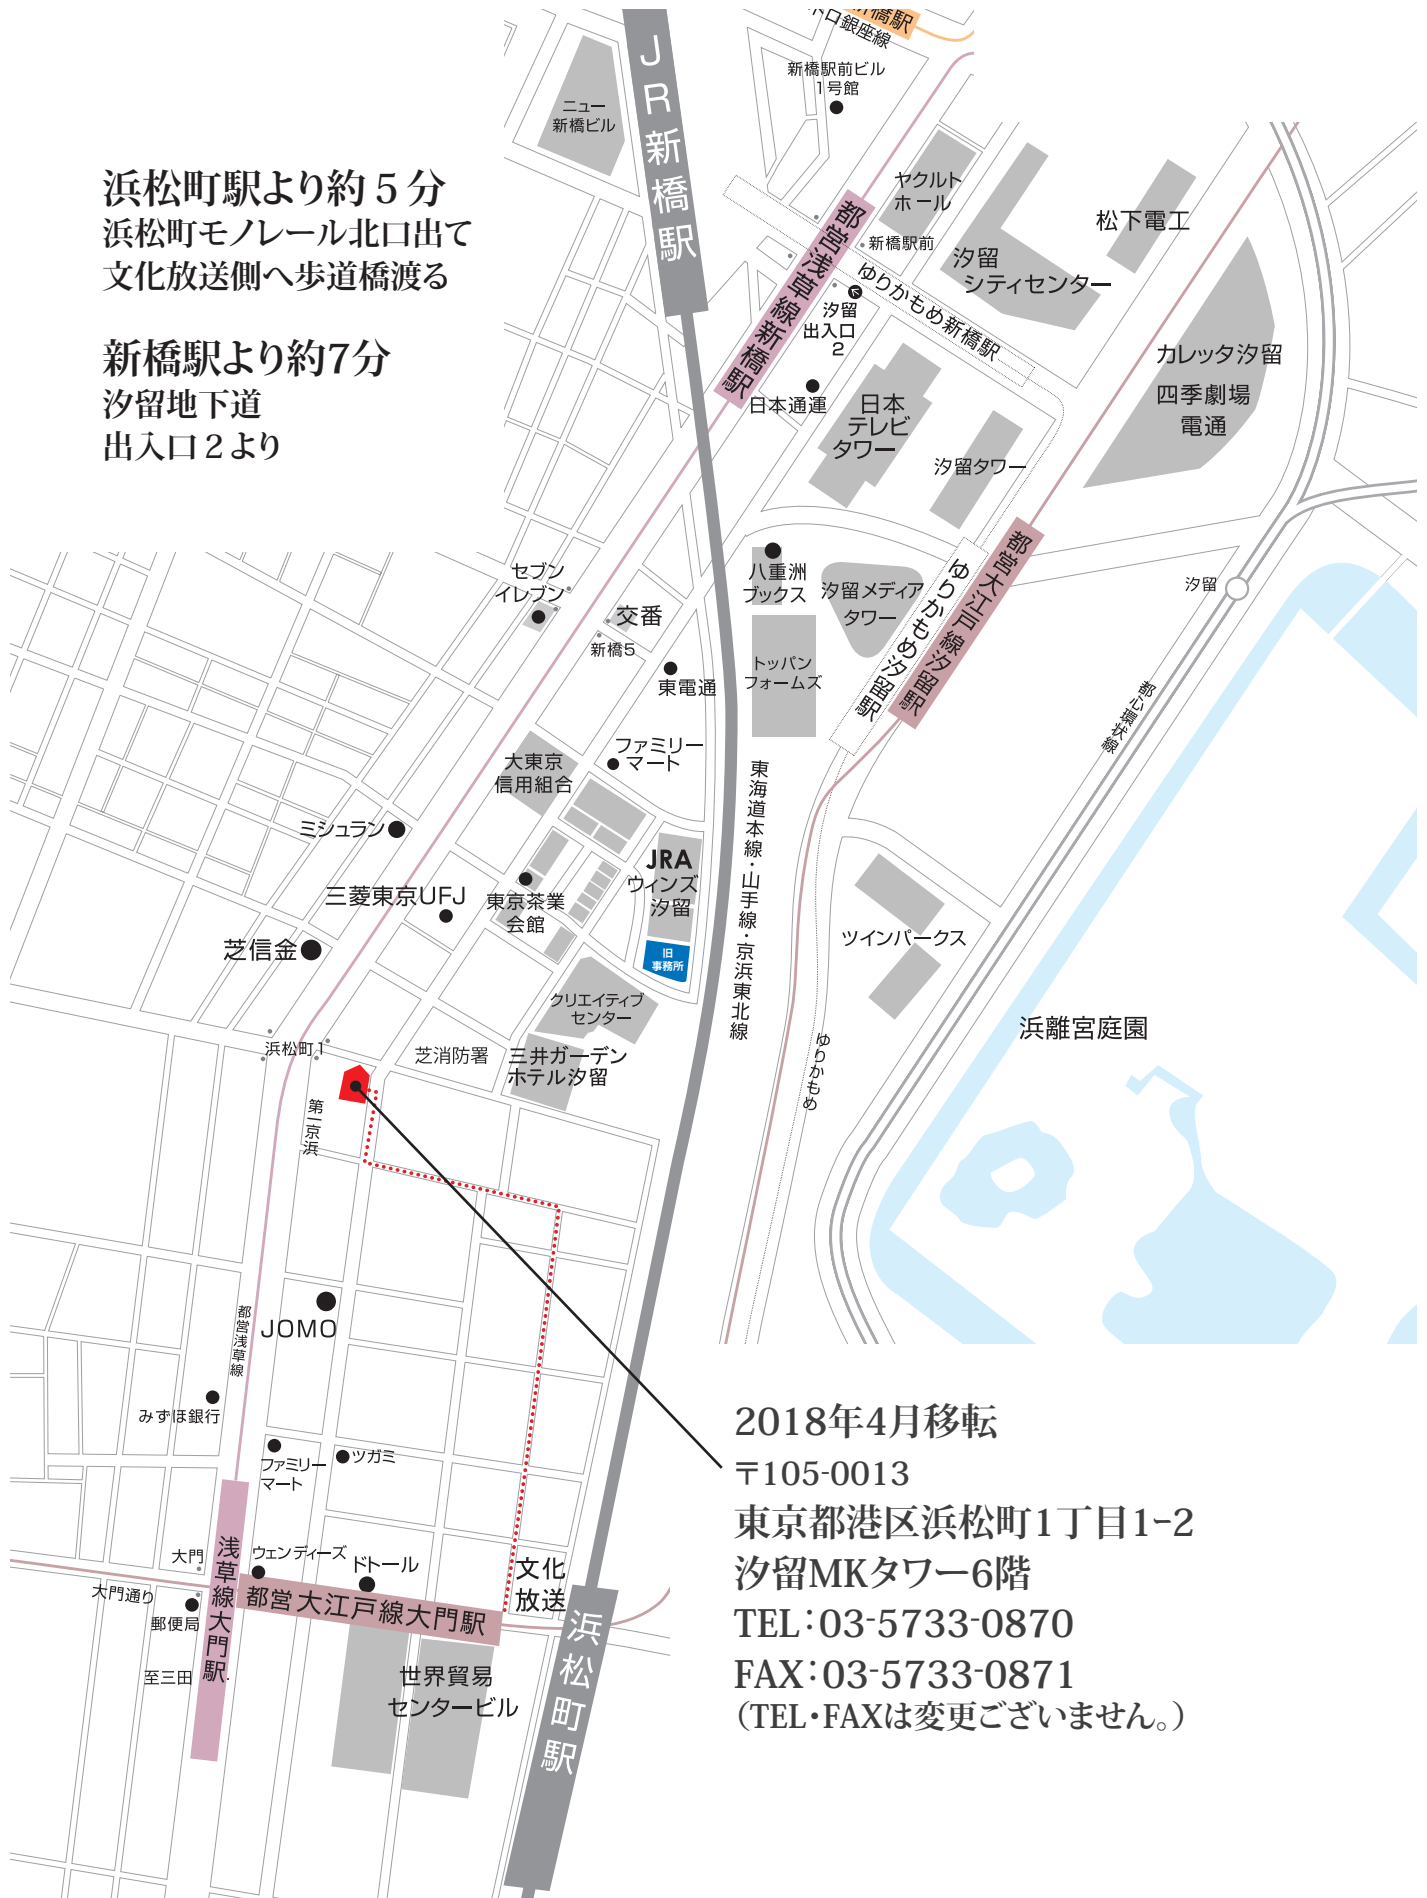 浜松町駅より約5分
浜松町モノレール北口出て
文化放送側へ歩道橋渡る
新橋駅より約7分
汐留地下道
出入口2より
JR新橋駅
ニュー
新橋ビル
新橋駅
銀座線
新橋駅前ビル
1号館
ヤクルト
ホール
新橋駅前
都営浅草線新橋駅
ゆりかもめ新橋駅
汐留
出入口
2
日本通運
汐留
シティセンター
松下電工
カレッタ汐留
四季劇場
電通
日本
テレビ
タワー
汐留タワー
セブン
イレブン
交番
新橋5
東電通
八重洲
ブックス
汐留メディア
タワー
トッパン
フォームズ
ゆりかもめ汐留駅
都営大江戸線汐留駅
汐留
都心環状線
大東京
信用組合
ファミリー
マート
東海道本線・山手線・京浜東北線
ミシュラン
三菱東京UFJ
東京茶業
会館
JRA
ウィンズ
汐留
旧
事務所
芝信金
ツインパークス
クリエイティブ
センター
浜離宮庭園
浜松町1
芝消防署
三井ガーデン
ホテル汐留
ゆりかもめ
第一京浜
都営浅草線
JOMO
みずほ銀行
ファミリー
マート
ツガミ
大門
大門通り
郵便局
至三田
浅草線大門駅
ウェンディーズ
ドトール
都営大江戸線大門駅
文化
放送
世界貿易
センタービル
浜松町駅
2018年4月移転
〒105-0013
東京都港区浜松町1丁目1-2
汐留MKタワー6階
TEL:03-5733-0870
FAX:03-5733-0871
(TEL・FAXは変更ございません。)